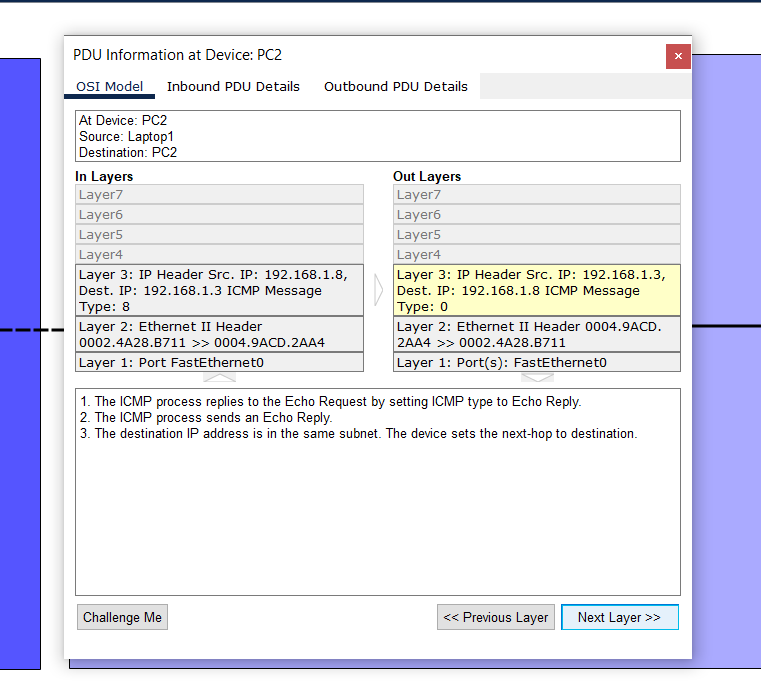 PDU Information at Device: PC2
×
OSI Model Inbound PDU Details Outbound PDU Details
At Device: PC2
Source: Laptop1
Destination: PC2
In Layers
Layer7
Layer6
Layer5
Layer4
Layer 3: IP Header Src. IP: 192.168.1.8,
Dest. IP: 192.168.1.3 ICMP Message
Type: 8
Layer 2: Ethernet II Header
0002.4A28.B711 >> 0004.9ACD.2AA4
Layer 1: Port FastEthernet0
Out Layers
Layer7
Layer6
Layer5
Layer4
Layer 3: IP Header Src. IP: 192.168.1.3,
Dest. IP: 192.168.1.8 ICMP Message
Type: 0
Layer 2: Ethernet II Header 0004.9ACD.
2AA4 >> 0002.4A28.B711
Layer 1: Port(s): FastEthernet0
1. The ICMP process replies to the Echo Request by setting ICMP type to Echo Reply.
2. The ICMP process sends an Echo Reply.
3. The destination IP address is in the same subnet. The device sets the next-hop to destination.
Challenge Me << Previous Layer Next Layer >>